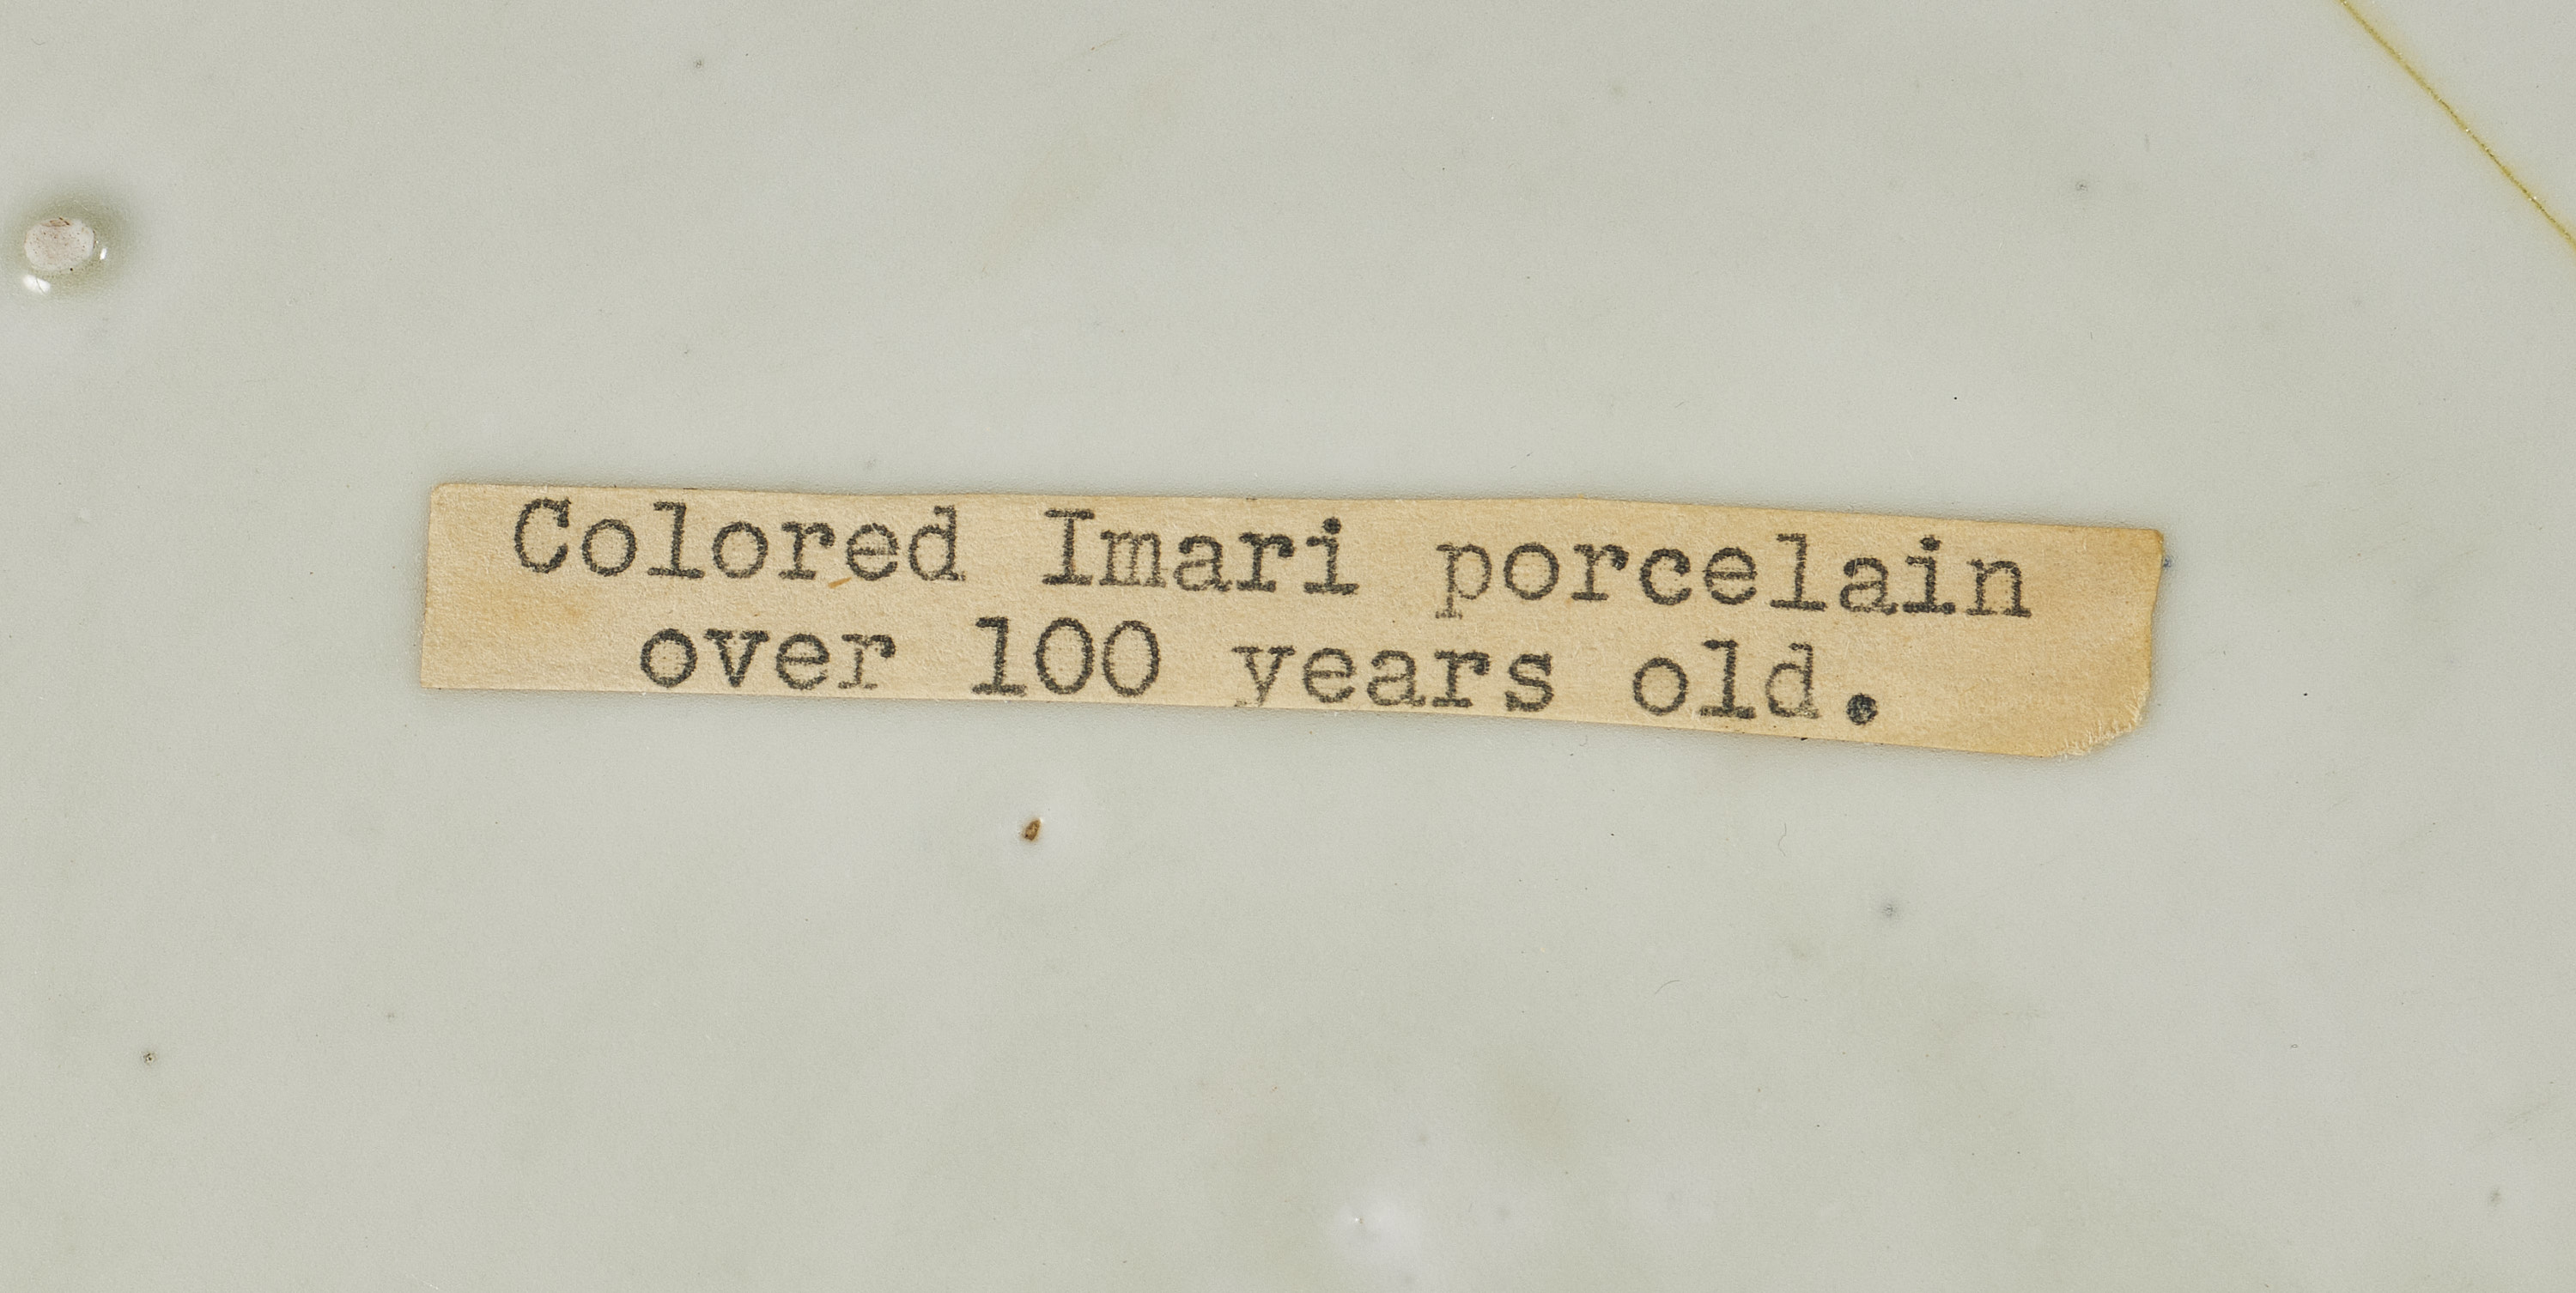 Colored Imari porcelain
over 100 years old.